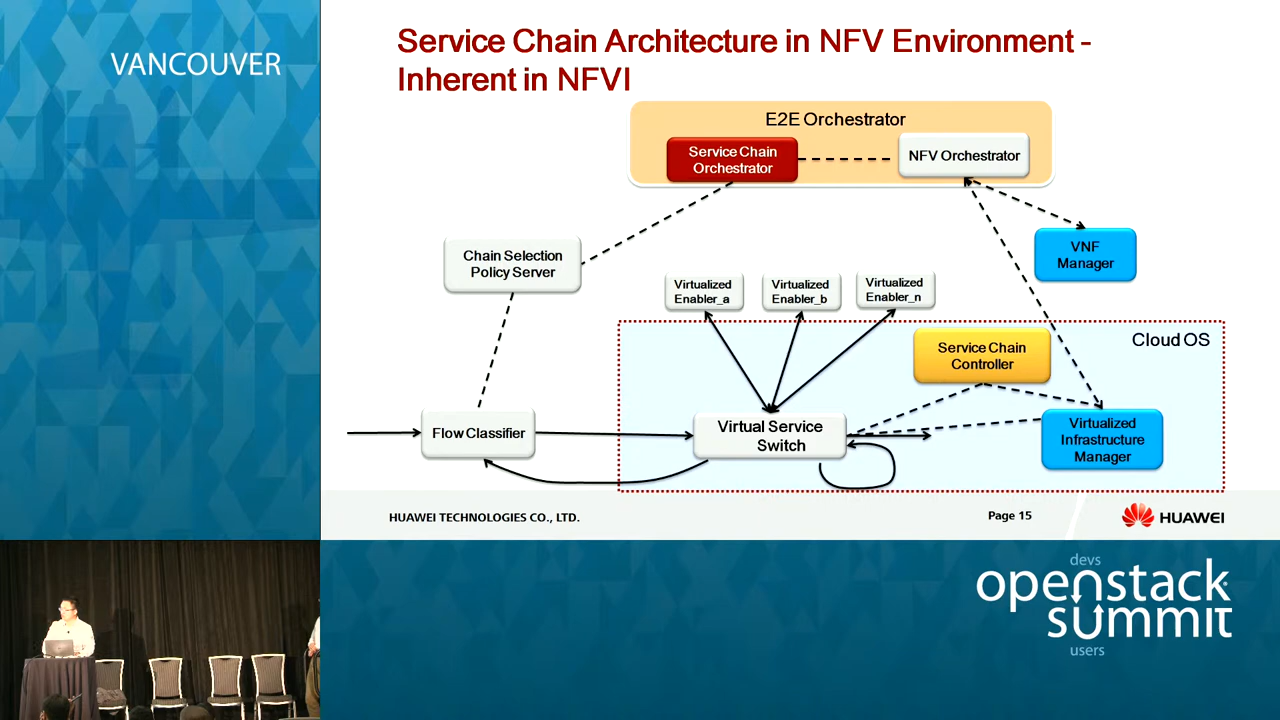 VANCOUVER
Service Chain Architecture in NFV Environment -
Inherent in NFVI
E2E Orchestrator
Service Chain
Orchestrator
NFV Orchestrator
Chain Selection
Policy Server
VNF
Manager
Virtualized
Enabler_a
Virtualized
Enabler_b
Virtualized
Enabler_n
Cloud OS
Service Chain
Controller
Flow Classifier
Virtual Service
Switch
Virtualized
Infrastructure
Manager
HUAWEI TECHNOLOGIES CO., LTD.
Page 15
HUAWEI
devs
openstack
summit
users